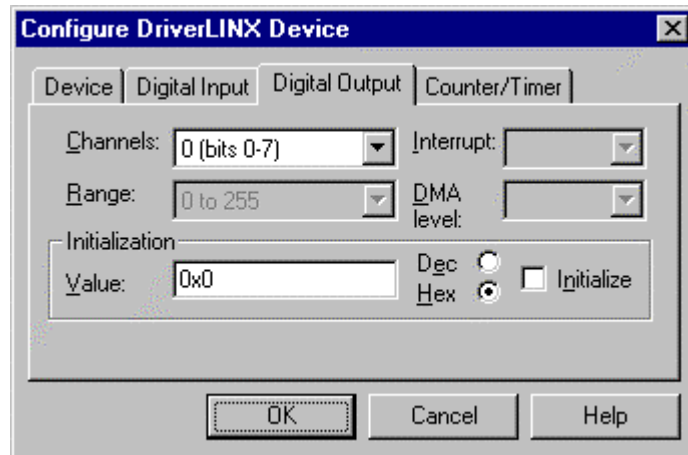 Configure DriverLINX Device
Device Digital Input Digital Output Counter/Timer
Channels: 0 (bits 0-7) Interrupt:
Range: 0 to 255 DMA level:
Initialization
Value: 0x0 Dec Hex Initialize
OK Cancel Help